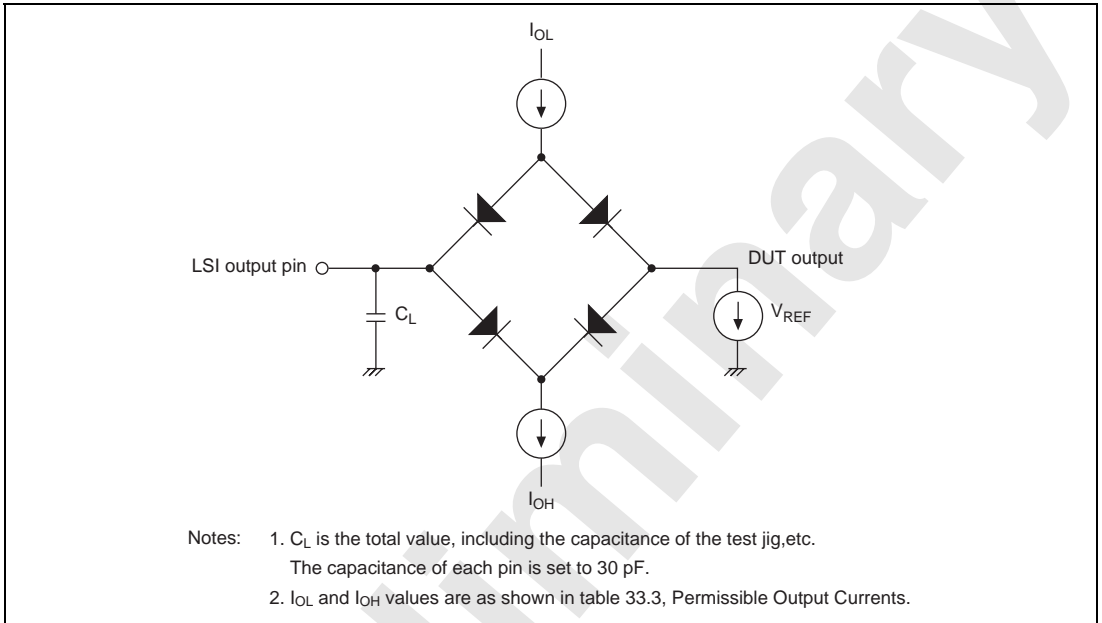 I_OL
LSI output pin
C_L
DUT output
V_REF
I_OH
Notes: 1. C_L is the total value, including the capacitance of the test jig,etc.
The capacitance of each pin is set to 30 pF.
2. I_OL and I_OH values are as shown in table 33.3, Permissible Output Currents.
liminary